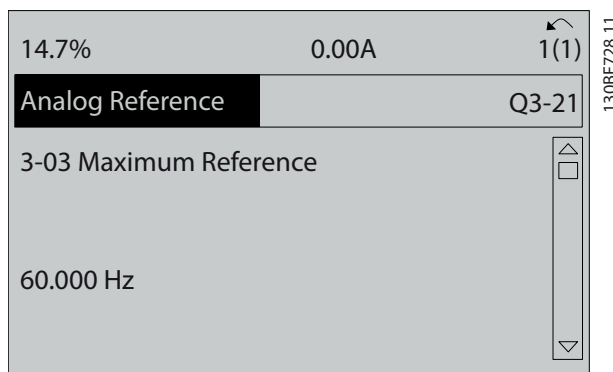 14.7% 0.00A 1(1)
Analog Reference Q3-21
3-03 Maximum Reference
60.000 Hz
130BF728.11